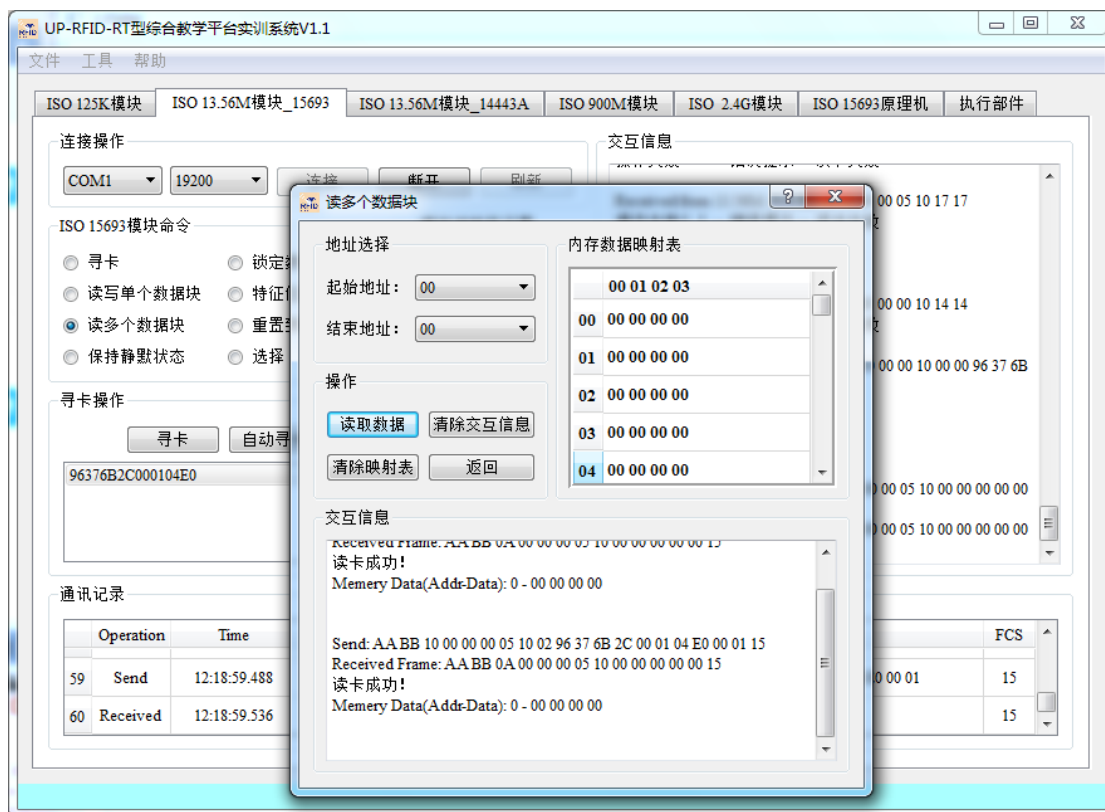 UP-RFID-RT型综合教学平台实训系统V1.1
文件 工具 帮助
ISO 125K模块 ISO 13.56M模块_15693 ISO 13.56M模块_14443A ISO 900M模块 ISO 2.4G模块 ISO 15693原理机 执行部件
连接操作
COM1 19200 连接 断开 刷新
ISO 15693模块命令
寻卡 锁定
读写单个数据块 特征
读多个数据块 重置
保持静默状态 选择
寻卡操作
寻卡 自动寻
96376B2C000104E0
交互信息
00 05 10 17 17
00 00 10 14 14
00 00 10 00 00 96 37 6B
00 05 10 00 00 00 00 00
00 05 10 00 00 00 00 00
读多个数据块
地址选择
起始地址: 00
结束地址: 00
操作
读取数据 清除交互信息
清除映射表 返回
内存数据映射表
00 01 02 03
00 00 00 00 00
01 00 00 00 00
02 00 00 00 00
03 00 00 00 00
04 00 00 00 00
交互信息
Received Frame: AA BB 0A 00 00 00 05 10 00 00 00 00 00 15
读卡成功!
Memery Data(Addr-Data): 0 - 00 00 00 00
Send: AA BB 10 00 00 00 05 10 02 96 37 6B 2C 00 01 04 E0 00 01 15
Received Frame: AA BB 0A 00 00 00 05 10 00 00 00 00 00 15
读卡成功!
Memery Data(Addr-Data): 0 - 00 00 00 00
通讯记录
Operation Time FCS
59 Send 12:18:59.488 0 00 01 15
60 Received 12:18:59.536 15